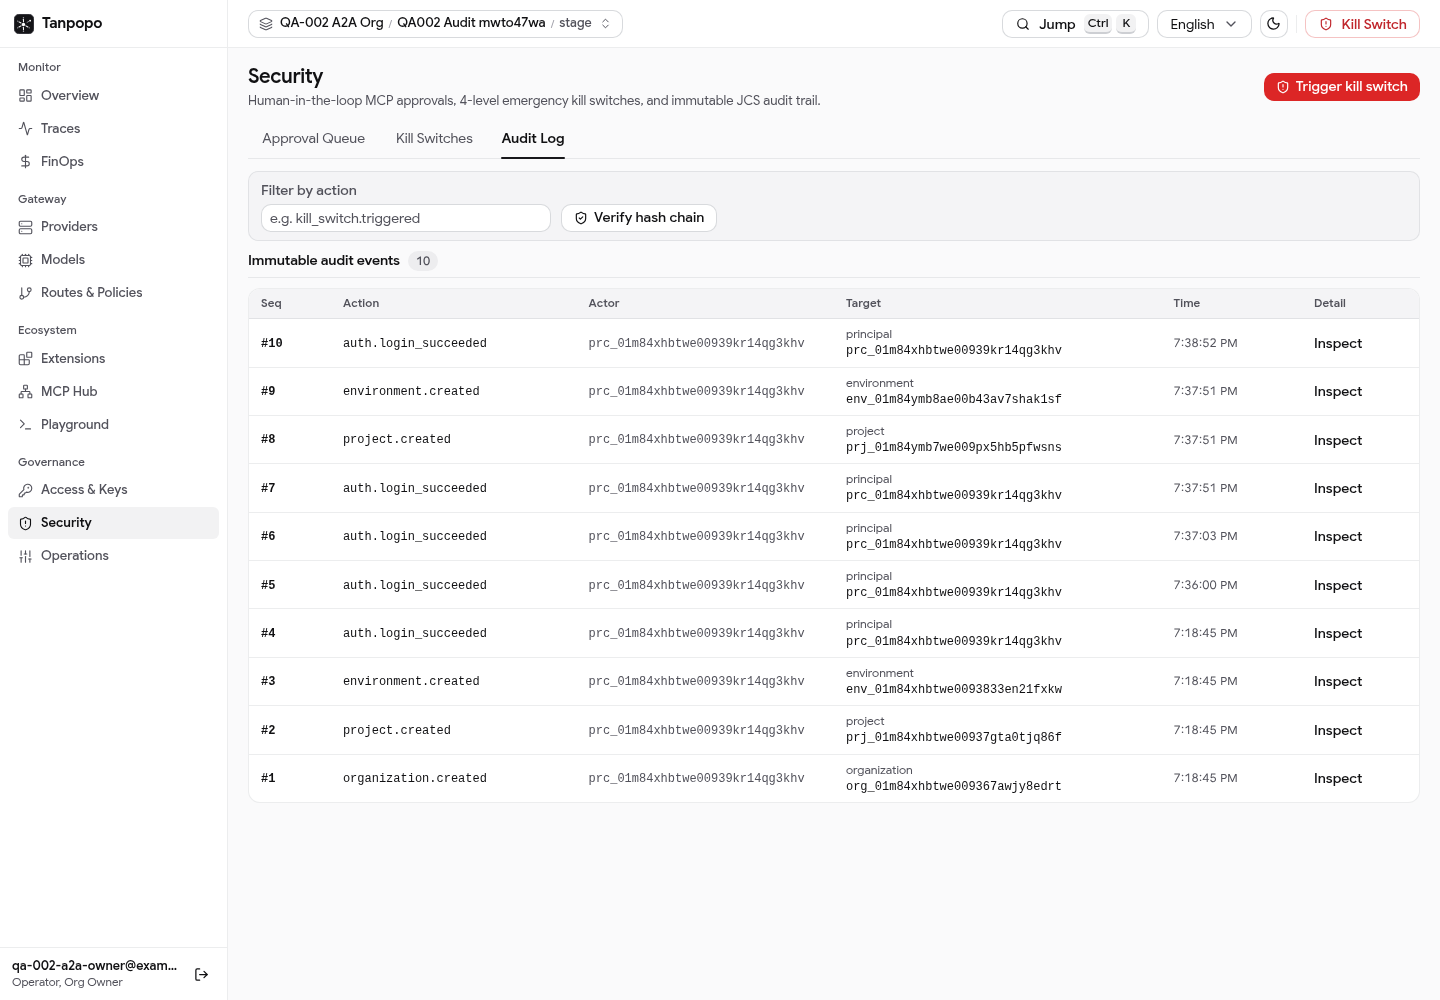 Tanpopo
QA-002 A2A Org / QA002 Audit mwto47wa / stage
Jump Ctrl K
English
Kill Switch
Monitor
Overview
Traces
FinOps
Gateway
Providers
Models
Routes & Policies
Ecosystem
Extensions
MCP Hub
Playground
Governance
Access & Keys
Security
Operations
qa-002-a2a-owner@exam...
Operator, Org Owner
Security
Human-in-the-loop MCP approvals, 4-level emergency kill switches, and immutable JCS audit trail.
Trigger kill switch
Approval Queue Kill Switches Audit Log
Filter by action
e.g. kill_switch.triggered
Verify hash chain
Immutable audit events 10
Seq Action Actor Target Time Detail
#10 auth.login_succeeded prc_01m84xhbtwe00939kr14qg3khv principal
prc_01m84xhbtwe00939kr14qg3khv 7:38:52 PM Inspect
#9 environment.created prc_01m84xhbtwe00939kr14qg3khv environment
env_01m84ymb8ae00b43av7shak1sf 7:37:51 PM Inspect
#8 project.created prc_01m84xhbtwe00939kr14qg3khv project
prj_01m84ymb7we009px5hb5pfwsns 7:37:51 PM Inspect
#7 auth.login_succeeded prc_01m84xhbtwe00939kr14qg3khv principal
prc_01m84xhbtwe00939kr14qg3khv 7:37:51 PM Inspect
#6 auth.login_succeeded prc_01m84xhbtwe00939kr14qg3khv principal
prc_01m84xhbtwe00939kr14qg3khv 7:37:03 PM Inspect
#5 auth.login_succeeded prc_01m84xhbtwe00939kr14qg3khv principal
prc_01m84xhbtwe00939kr14qg3khv 7:36:00 PM Inspect
#4 auth.login_succeeded prc_01m84xhbtwe00939kr14qg3khv principal
prc_01m84xhbtwe00939kr14qg3khv 7:18:45 PM Inspect
#3 environment.created prc_01m84xhbtwe00939kr14qg3khv environment
env_01m84xhbtwe0093833en21fxkw 7:18:45 PM Inspect
#2 project.created prc_01m84xhbtwe00939kr14qg3khv project
prj_01m84xhbtwe00937gta0tjq86f 7:18:45 PM Inspect
#1 organization.created prc_01m84xhbtwe00939kr14qg3khv organization
org_01m84xhbtwe009367awjy8edrt 7:18:45 PM Inspect